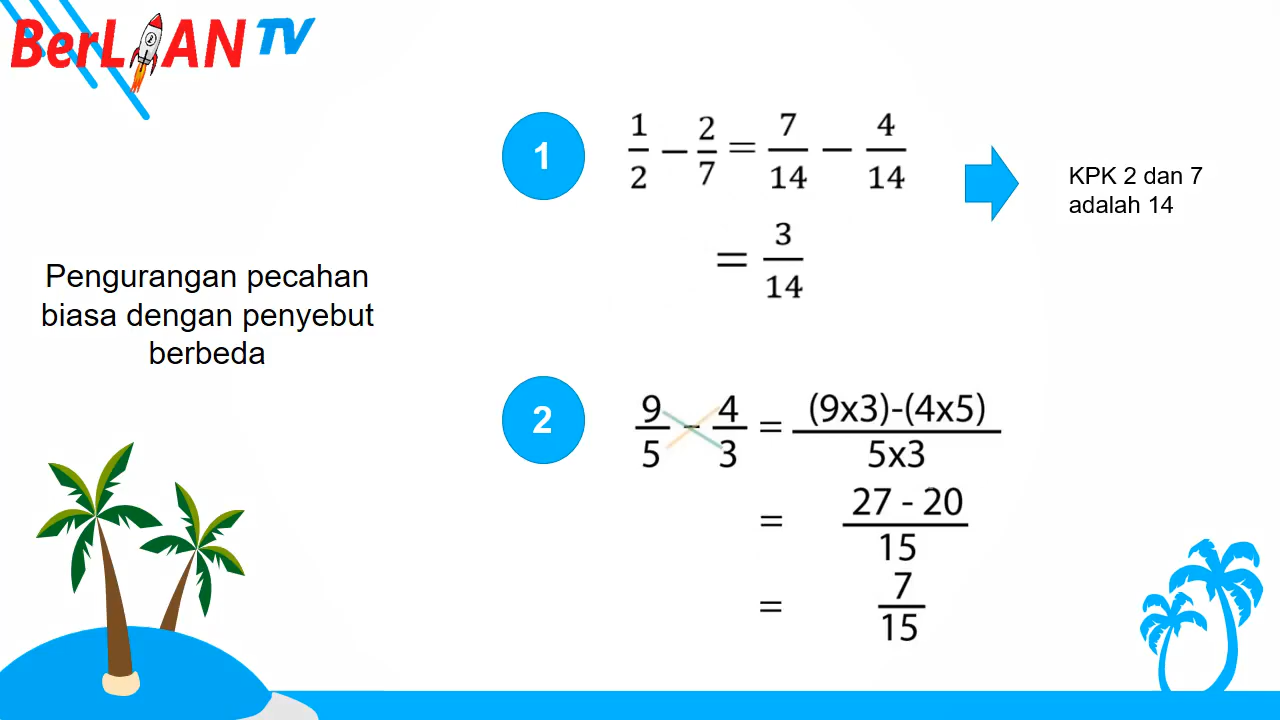 BerLIAN TV
Pengurangan pecahan
biasa dengan penyebut
berbeda
1
1/2 − 2/7 = 7/14 − 4/14
= 3/14
KPK 2 dan 7
adalah 14
2
9/5 - 4/3 = (9x3)-(4x5)/5x3
= 27 - 20/15
= 7/15